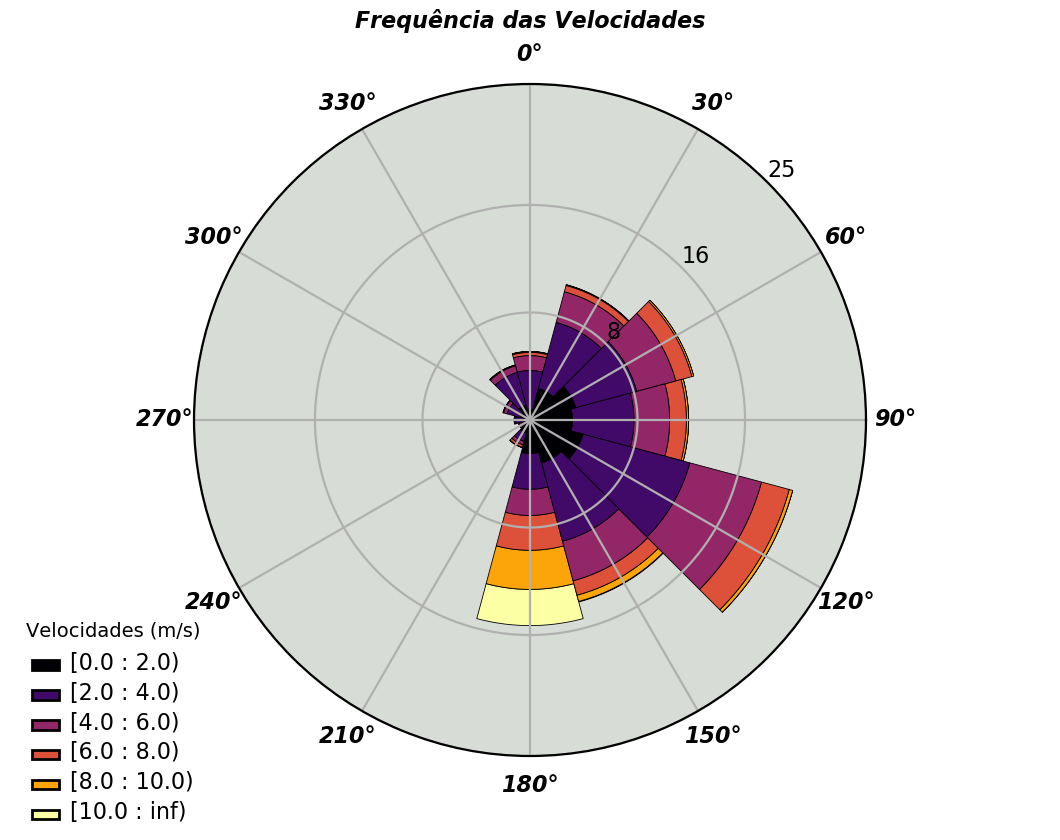 Frequência das Velocidades
0°
330°
30°
25
300°
60°
16
8
270°
90°
240°
120°
210°
150°
180°
Velocidades (m/s)
[0.0 : 2.0)
[2.0 : 4.0)
[4.0 : 6.0)
[6.0 : 8.0)
[8.0 : 10.0)
[10.0 : inf)